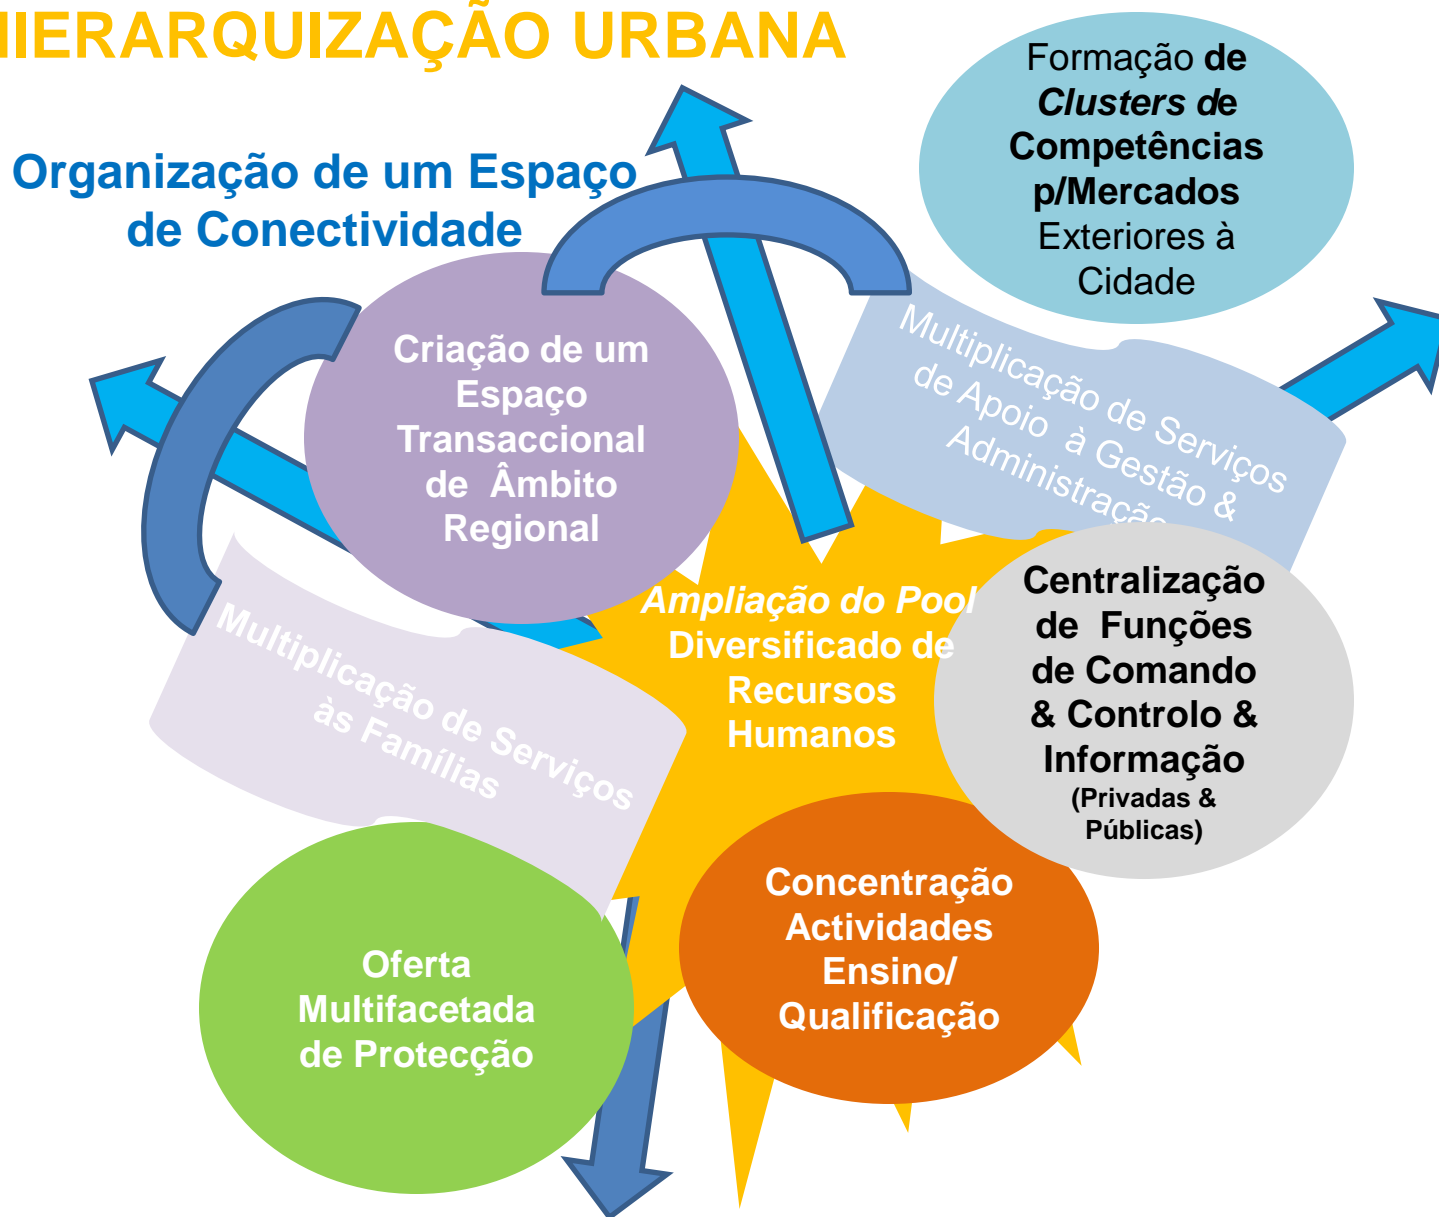 HIERARQUIZAÇÃO URBANA
Organização de um Espaço
de Conectividade
Formação de
Clusters de
Competências
p/Mercados
Exteriores à
Cidade
Criação de um
Espaço
Transaccional
de Âmbito
Regional
Multiplicação de Serviços
de Apoio à Gestão &
Administração
Ampliação do Pool
Diversificado de
Recursos
Humanos
Centralização
de Funções
de Comando
& Controlo &
Informação
(Privadas &
Públicas)
Multiplicação de Serviços
às Famílias
Concentração
Actividades
Ensino/
Qualificação
Oferta
Multifacetada
de Protecção